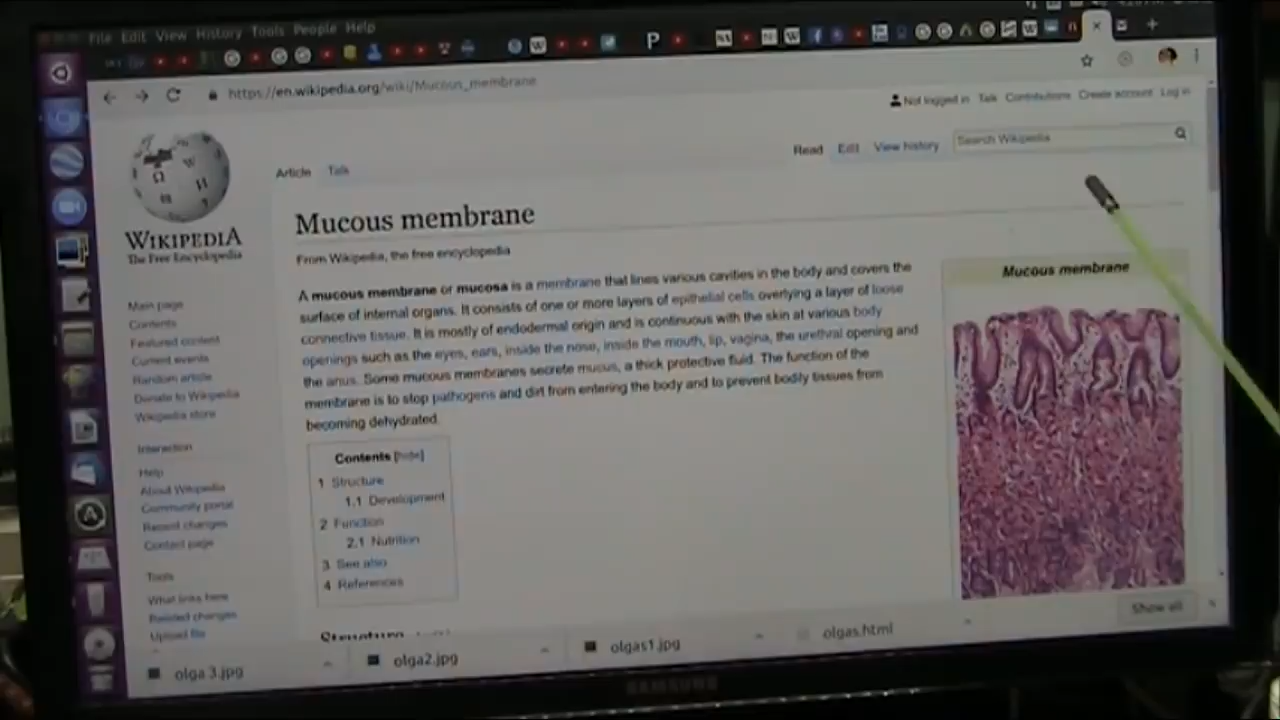 File Edit View History Tools People Help
https://en.wikipedia.org/wiki/Mucous_membrane
Not logged in Talk Contributions Create account Log in
Article Talk
Read Edit View history
Search Wikipedia
WIKIPEDIA
The Free Encyclopedia
Main page
Contents
Featured content
Current events
Random article
Donate to Wikipedia
Wikipedia store
Interaction
Help
About Wikipedia
Community portal
Recent changes
Contact page
Tools
What links here
Related changes
Upload file
Mucous membrane
From Wikipedia, the free encyclopedia
A mucous membrane or mucosa is a membrane that lines various cavities in the body and covers the
surface of internal organs. It consists of one or more layers of epithelial cells overlying a layer of loose
connective tissue. It is mostly of endodermal origin and is continuous with the skin at various body
openings such as the eyes, ears, inside the nose, inside the mouth, lip, vagina, the urethral opening and
the anus. Some mucous membranes secrete mucus, a thick protective fluid. The function of the
membrane is to stop pathogens and dirt from entering the body and to prevent bodily tissues from
becoming dehydrated.
Contents [hide]
1 Structure
1.1 Development
2 Function
2.1 Nutrition
3 See also
4 References
Structure
Mucous membrane
olga 3.jpg
olga2.jpg
olgas1.jpg
olgas.html
Show all
SAMSUNG